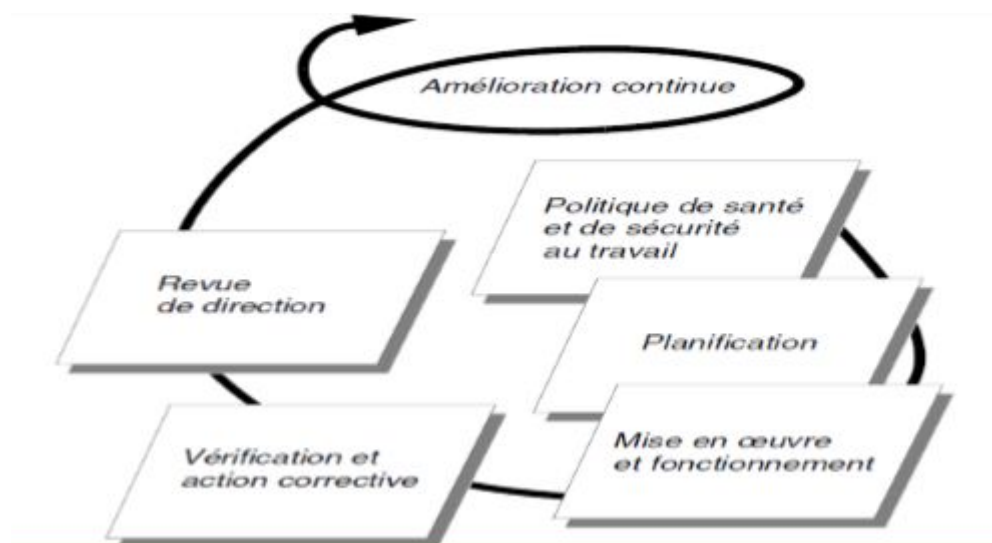 Amélioration continue
Politique de santé
et de sécurité
au travail
Revue
de direction
Planification
Mise en œuvre
et fonctionnement
Vérification et
action corrective